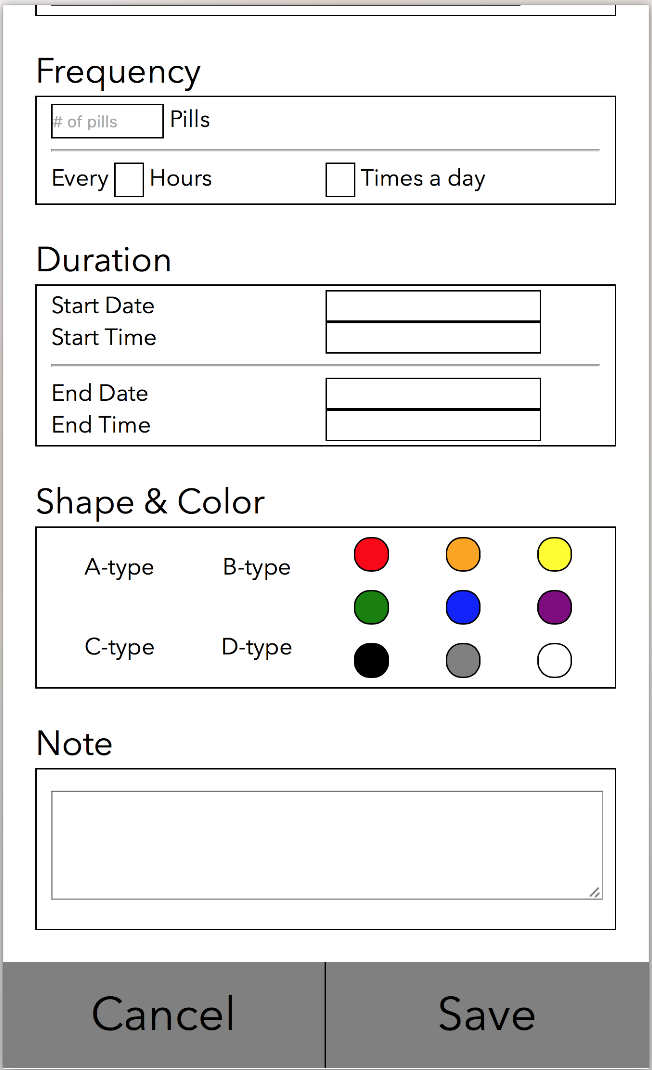 Frequency
# of pills Pills
Every Hours Times a day
Duration
Start Date
Start Time
End Date
End Time
Shape & Color
A-type B-type
C-type D-type
Note
Cancel Save